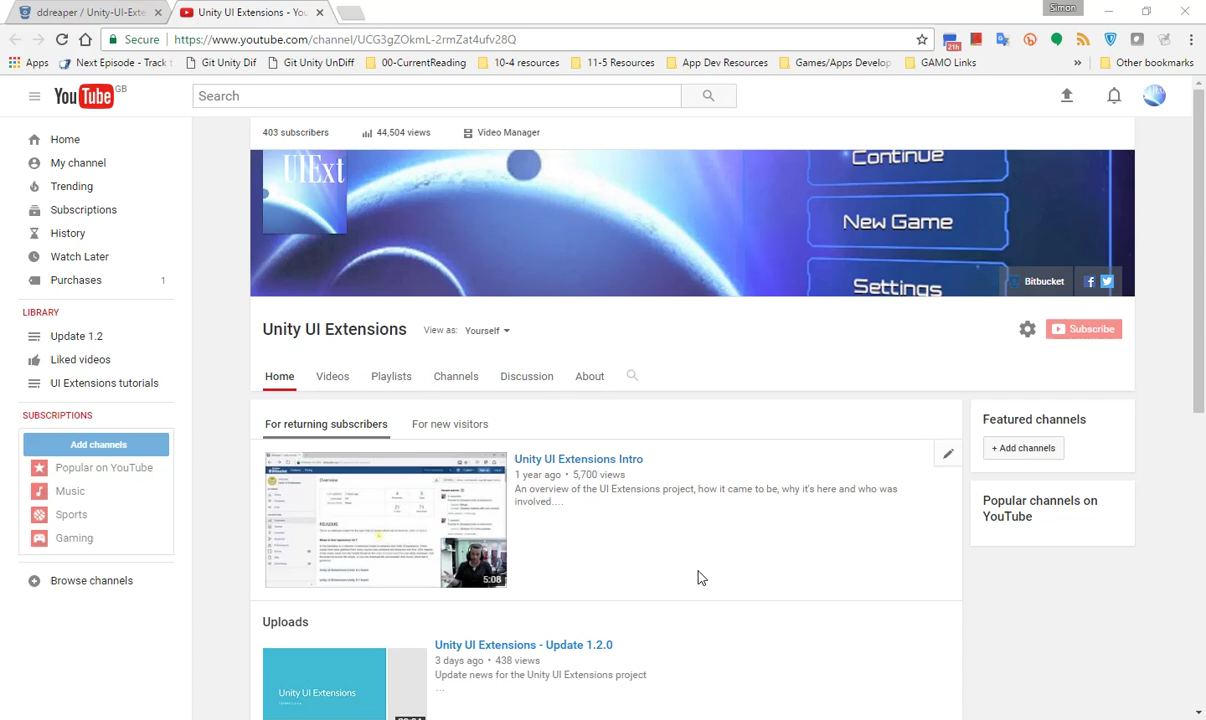 ddreaper / Unity-UI-Exte
Unity UI Extensions - You
Simon
Secure
https://www.youtube.com/channel/UCG3gZOkmL-2rmZat4ufv28Q
21h
Apps
Next Episode - Track t
Git Unity Dif
Git Unity UnDiff
00-CurrentReading
10-4 resources
11-5 Resources
App Dev Resources
Games/Apps Develop
GAMO Links
»
Other bookmarks
YouTube GB
Search
Home
My channel
Trending
Subscriptions
History
Watch Later
Purchases 1
LIBRARY
Update 1.2
Liked videos
UI Extensions tutorials
SUBSCRIPTIONS
Add channels
Popular on YouTube
Music
Sports
Gaming
Browse channels
403 subscribers
44,504 views
Video Manager
UIExt
Continue
New Game
Settings
Bitbucket
Unity UI Extensions
View as: Yourself
Subscribe
Home
Videos
Playlists
Channels
Discussion
About
For returning subscribers
For new visitors
Overview
README
5:08
UI Extensions Intro
1 year ago • 5,700 views
An overview of the UI Extensions project, how it came to be, why it's here and who was
involved....
Uploads
Unity UI Extensions
Unity UI Extensions - Update 1.2.0
3 days ago • 438 views
Update news for the Unity UI Extensions project
...
Featured channels
+ Add channels
Popular channels on
YouTube